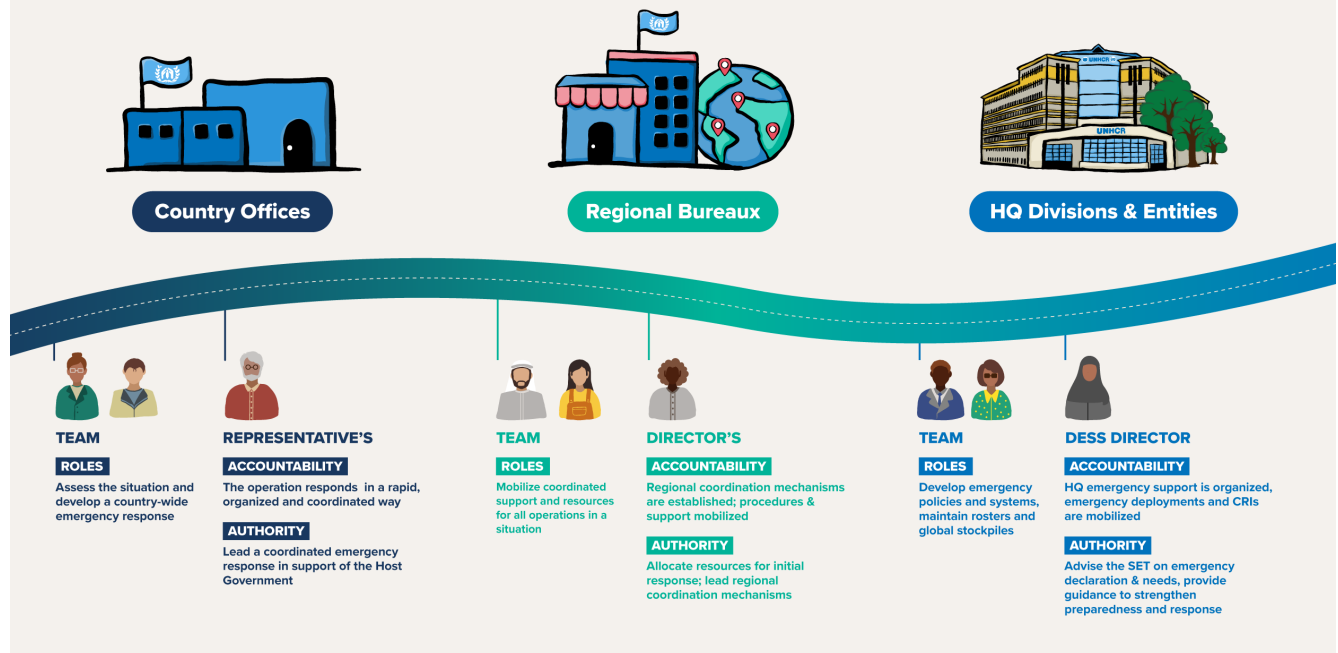 UNHCR
UNHCR
Country Offices
Regional Bureaux
HQ Divisions & Entities
TEAM
ROLES
Assess the situation and
develop a country-wide
emergency response
REPRESENTATIVE'S
ACCOUNTABILITY
The operation responds in a rapid,
organized and coordinated way
AUTHORITY
Lead a coordinated emergency
response in support of the Host
Government
TEAM
ROLES
Mobilize coordinated
support and resources
for all operations in a
situation
DIRECTOR'S
ACCOUNTABILITY
Regional coordination mechanisms
are established; procedures &
support mobilized
AUTHORITY
Allocate resources for initial
response; lead regional
coordination mechanisms
TEAM
ROLES
Develop emergency
policies and systems,
maintain rosters and
global stockpiles
DESS DIRECTOR
ACCOUNTABILITY
HQ emergency support is organized,
emergency deployments and CRIs
are mobilized
AUTHORITY
Advise the SET on emergency
declaration & needs, provide
guidance to strengthen
preparedness and response